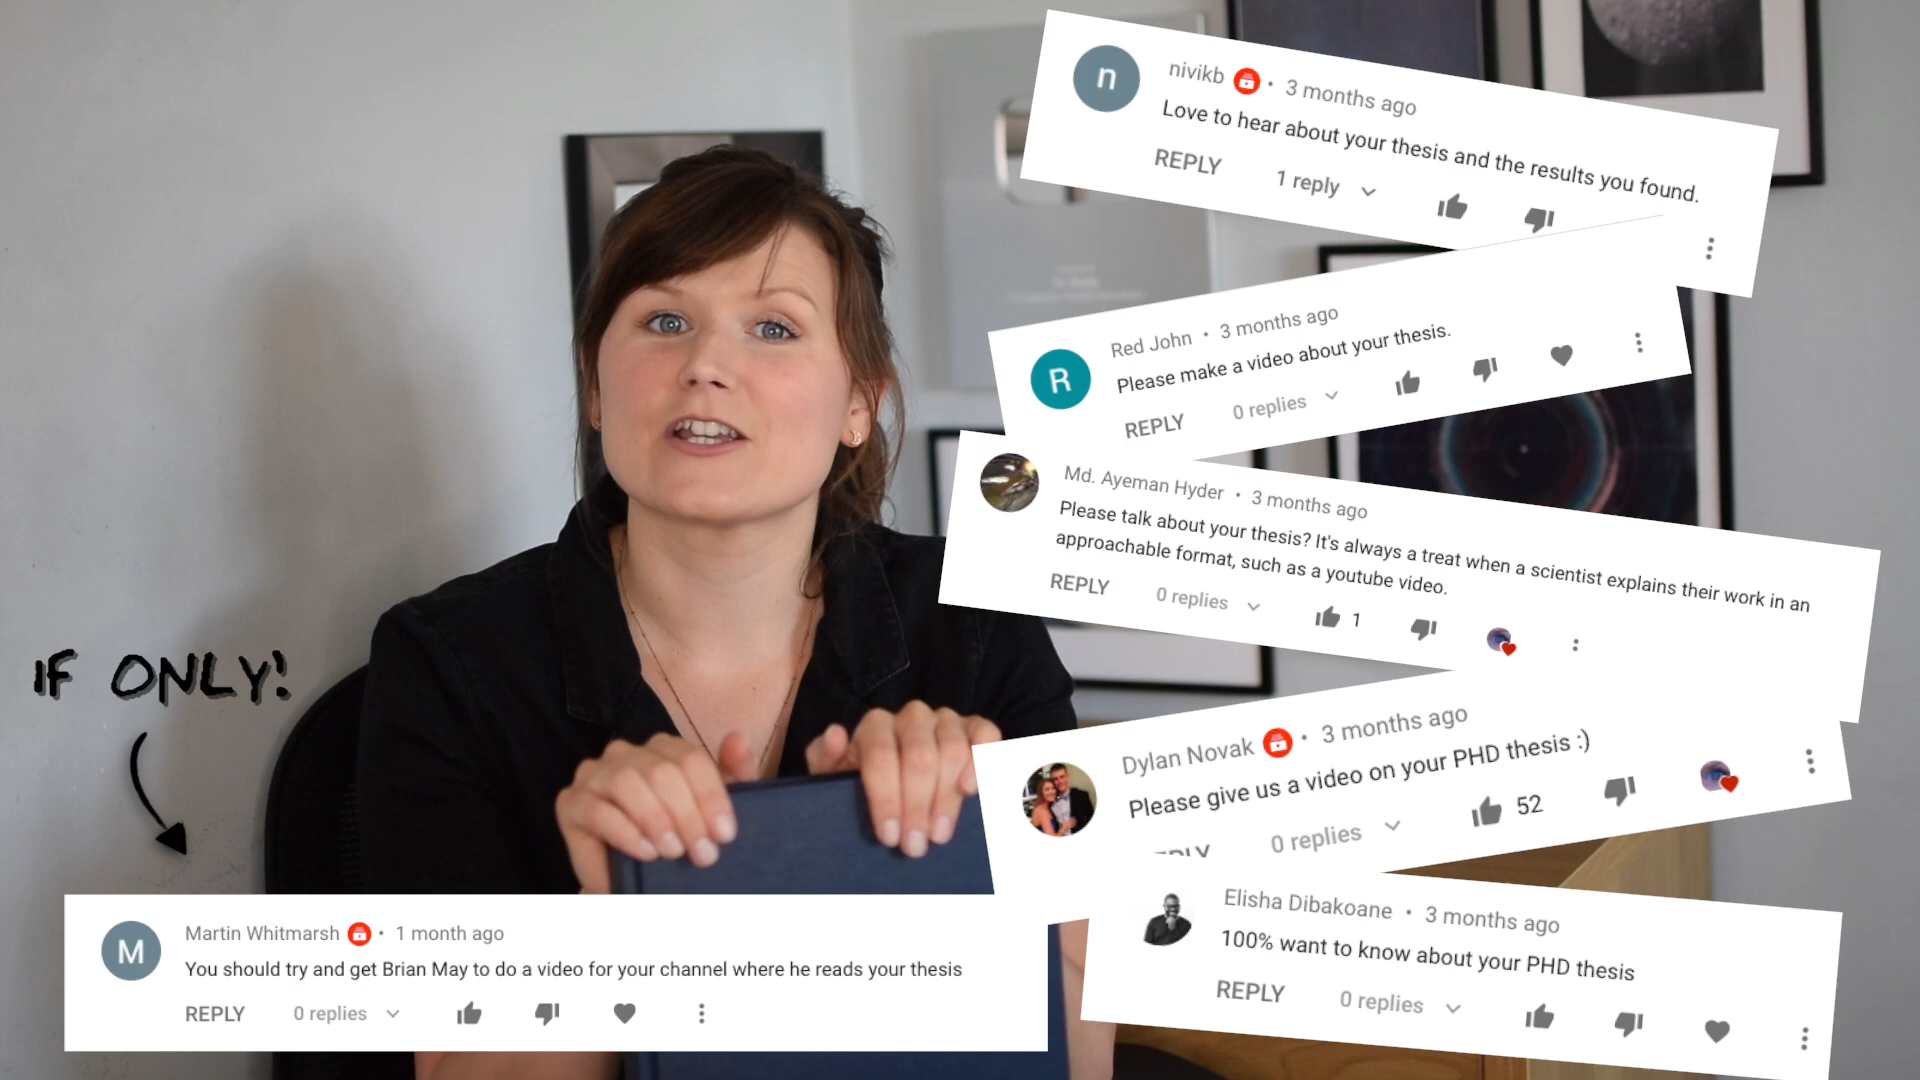 n
nivikb • 3 months ago
Love to hear about your thesis and the results you found.
REPLY 1 reply
R
Red John • 3 months ago
Please make a video about your thesis.
REPLY 0 replies
Md. Ayeman Hyder • 3 months ago
Please talk about your thesis? It's always a treat when a scientist explains their work in an
approachable format, such as a youtube video.
REPLY 0 replies 1
IF ONLY!
Dylan Novak • 3 months ago
Please give us a video on your PHD thesis :)
0 replies 52
Elisha Dibakoane • 3 months ago
100% want to know about your PHD thesis
REPLY 0 replies
M
Martin Whitmarsh • 1 month ago
You should try and get Brian May to do a video for your channel where he reads your thesis
REPLY 0 replies